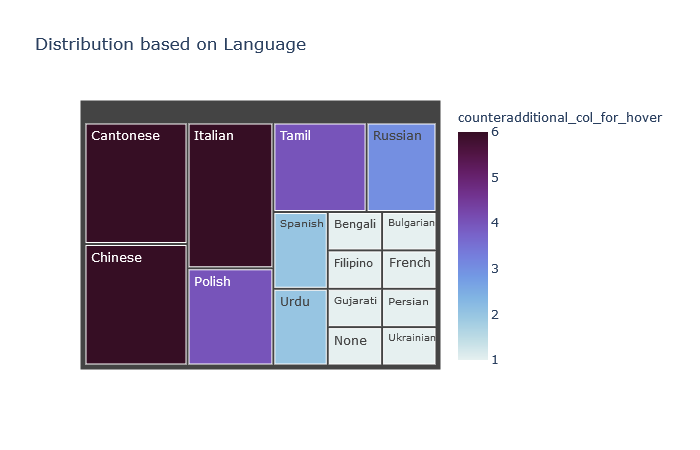 Distribution based on Language
counteradditional_col_for_hover
Cantonese
Italian
Tamil
Russian
Spanish
Bengali
Bulgarian
Chinese
Filipino
French
Polish
Urdu
Gujarati
Persian
None
Ukrainian
6
5
4
3
2
1